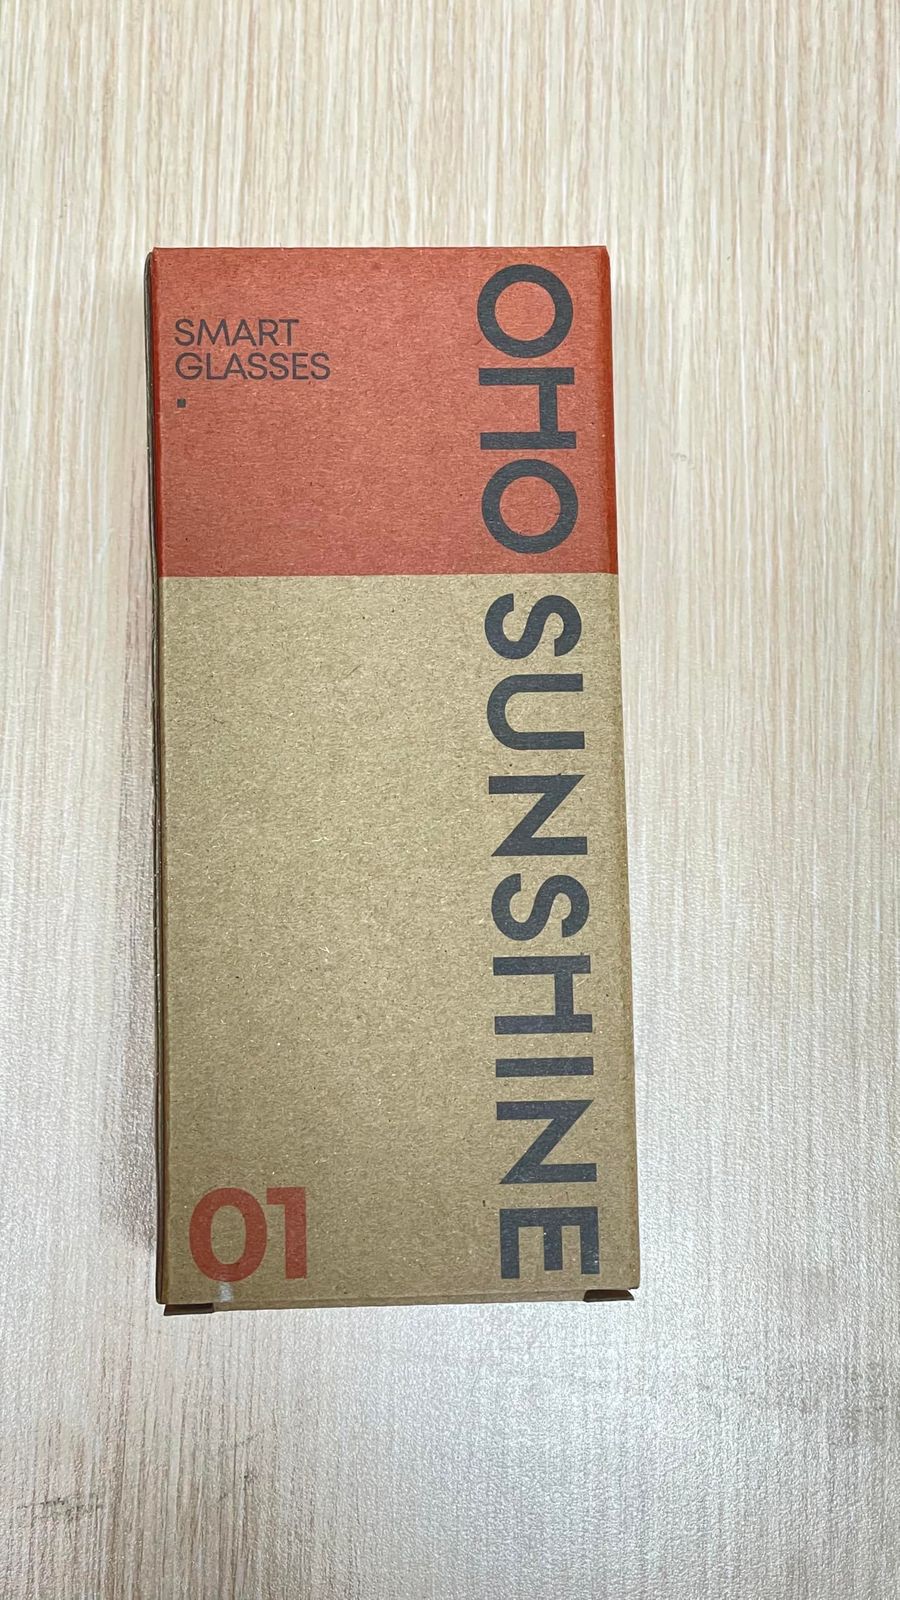 SMART
GLASSES
OHO SUNSHINE
01